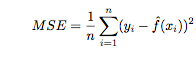 $MSE = \frac{1}{n} \sum_{i=1}^{n} (y_i - \hat{f}(x_i))^2$